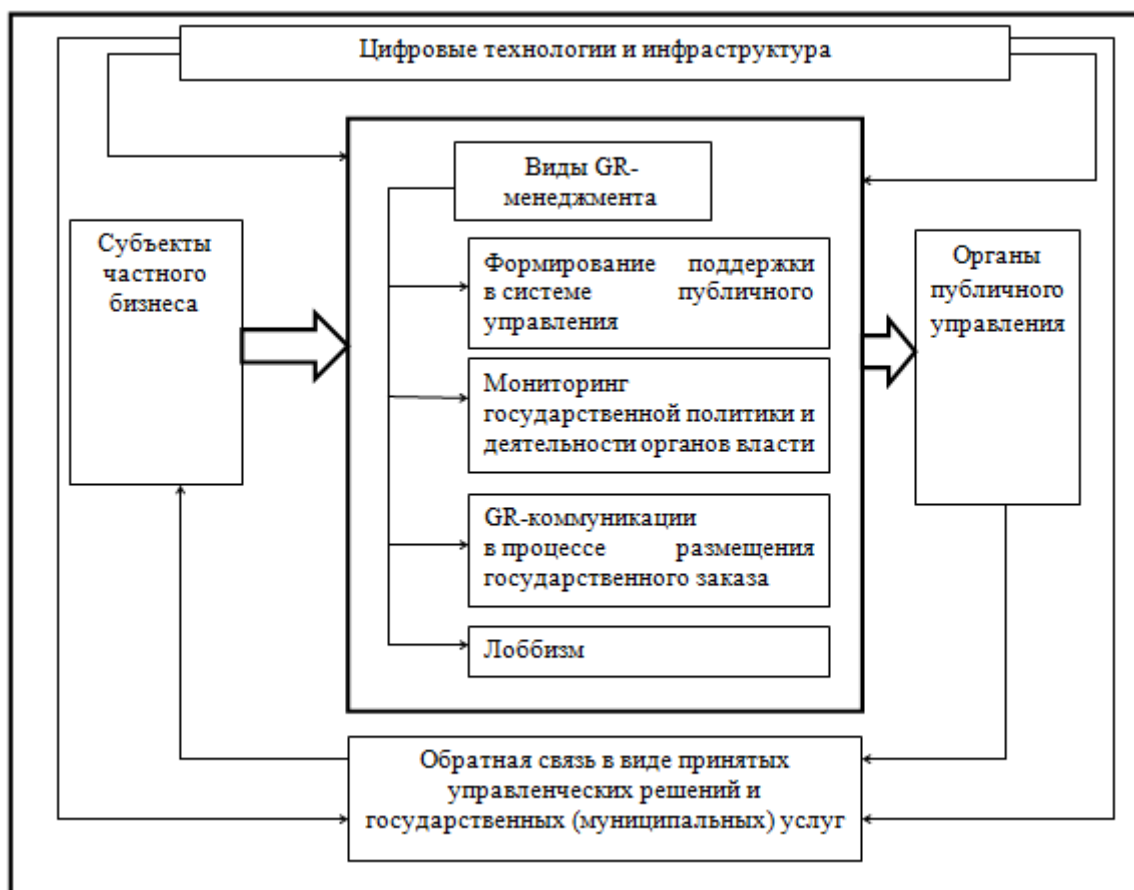 Цифровые технологии и инфраструктура
Виды GR-
менеджмента
Субъекты
частного
бизнеса
Формирование поддержки
в системе публичного
управления
Мониторинг
государственной политики и
деятельности органов власти
GR-коммуникации
в процессе размещения
государственного заказа
Лоббизм
Органы
публичного
управления
Обратная связь в виде принятых
управленческих решений и
государственных (муниципальных) услуг